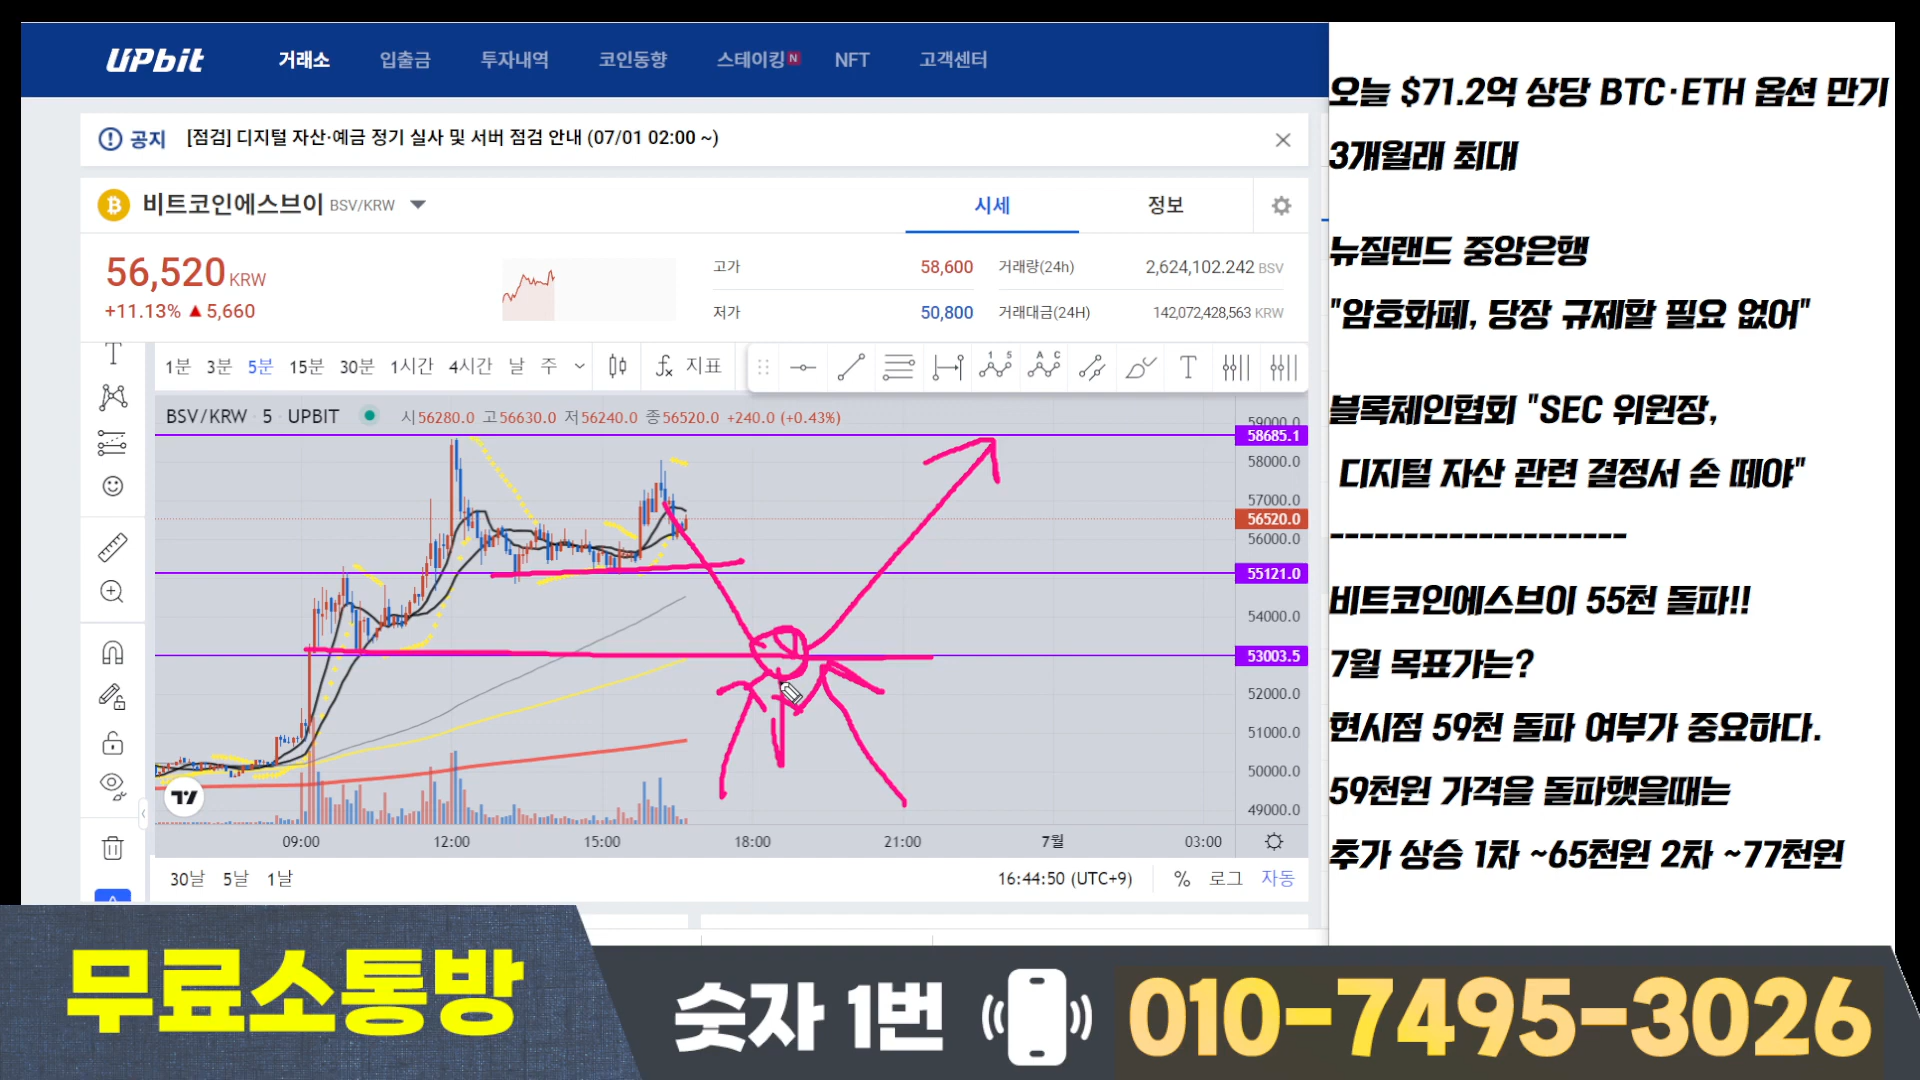 UPbit 거래소 입출금 투자내역 코인동향 스테이킹 N NFT 고객센터
공지 [점검] 디지털 자산·예금 정기 실사 및 서버 점검 안내 (07/01 02:00 ~)
비트코인에스브이 BSV/KRW 시세 정보
56,520 KRW
+11.13% ▲ 5,660
고가 58,600 거래량(24h) 2,624,102.242 BSV
저가 50,800 거래대금(24H) 142,072,428,563 KRW
1분 3분 5분 15분 30분 1시간 4시간 날 주 지표
BSV/KRW 5 UPBIT 시56280.0 고56630.0 저56240.0 종56520.0 +240.0 (+0.43%)
59000.0
58685.1
58000.0
57000.0
56520.0
56000.0
55121.0
54000.0
53003.5
52000.0
51000.0
50000.0
49000.0
09:00 12:00 15:00 18:00 21:00 7월 03:00
30날 5날 1날 16:44:50 (UTC+9) % 로그 자동
오늘 $71.2억 상당 BTC·ETH 옵션 만기
3개월래 최대
뉴질랜드 중앙은행
"암호화폐, 당장 규제할 필요 없어"
블록체인협회 "SEC 위원장,
디지털 자산 관련 결정서 손 떼야"
--------------------
비트코인에스브이 55천 돌파!!
7월 목표가는?
현시점 59천 돌파 여부가 중요하다.
59천원 가격을 돌파했을때는
추가 상승 1차 ~65천원 2차 ~77천원
무료소통방
숫자 1번 010-7495-3026